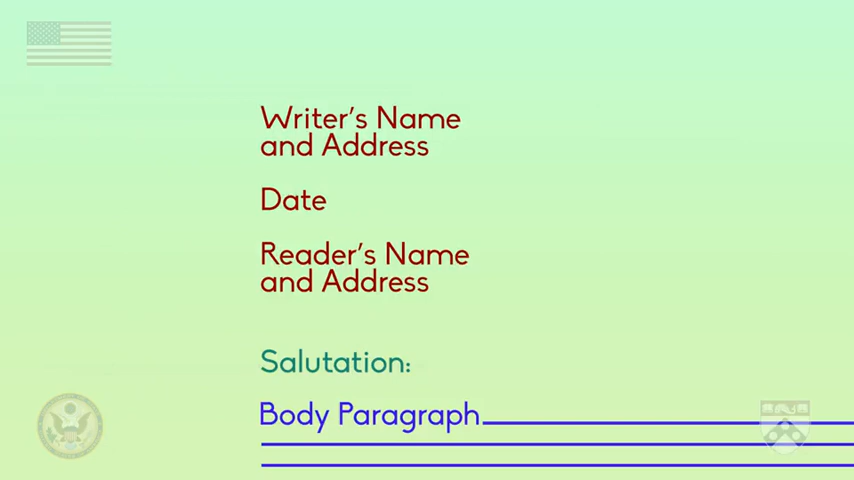 Writer's Name
and Address
Date
Reader's Name
and Address
Salutation:
Body Paragraph